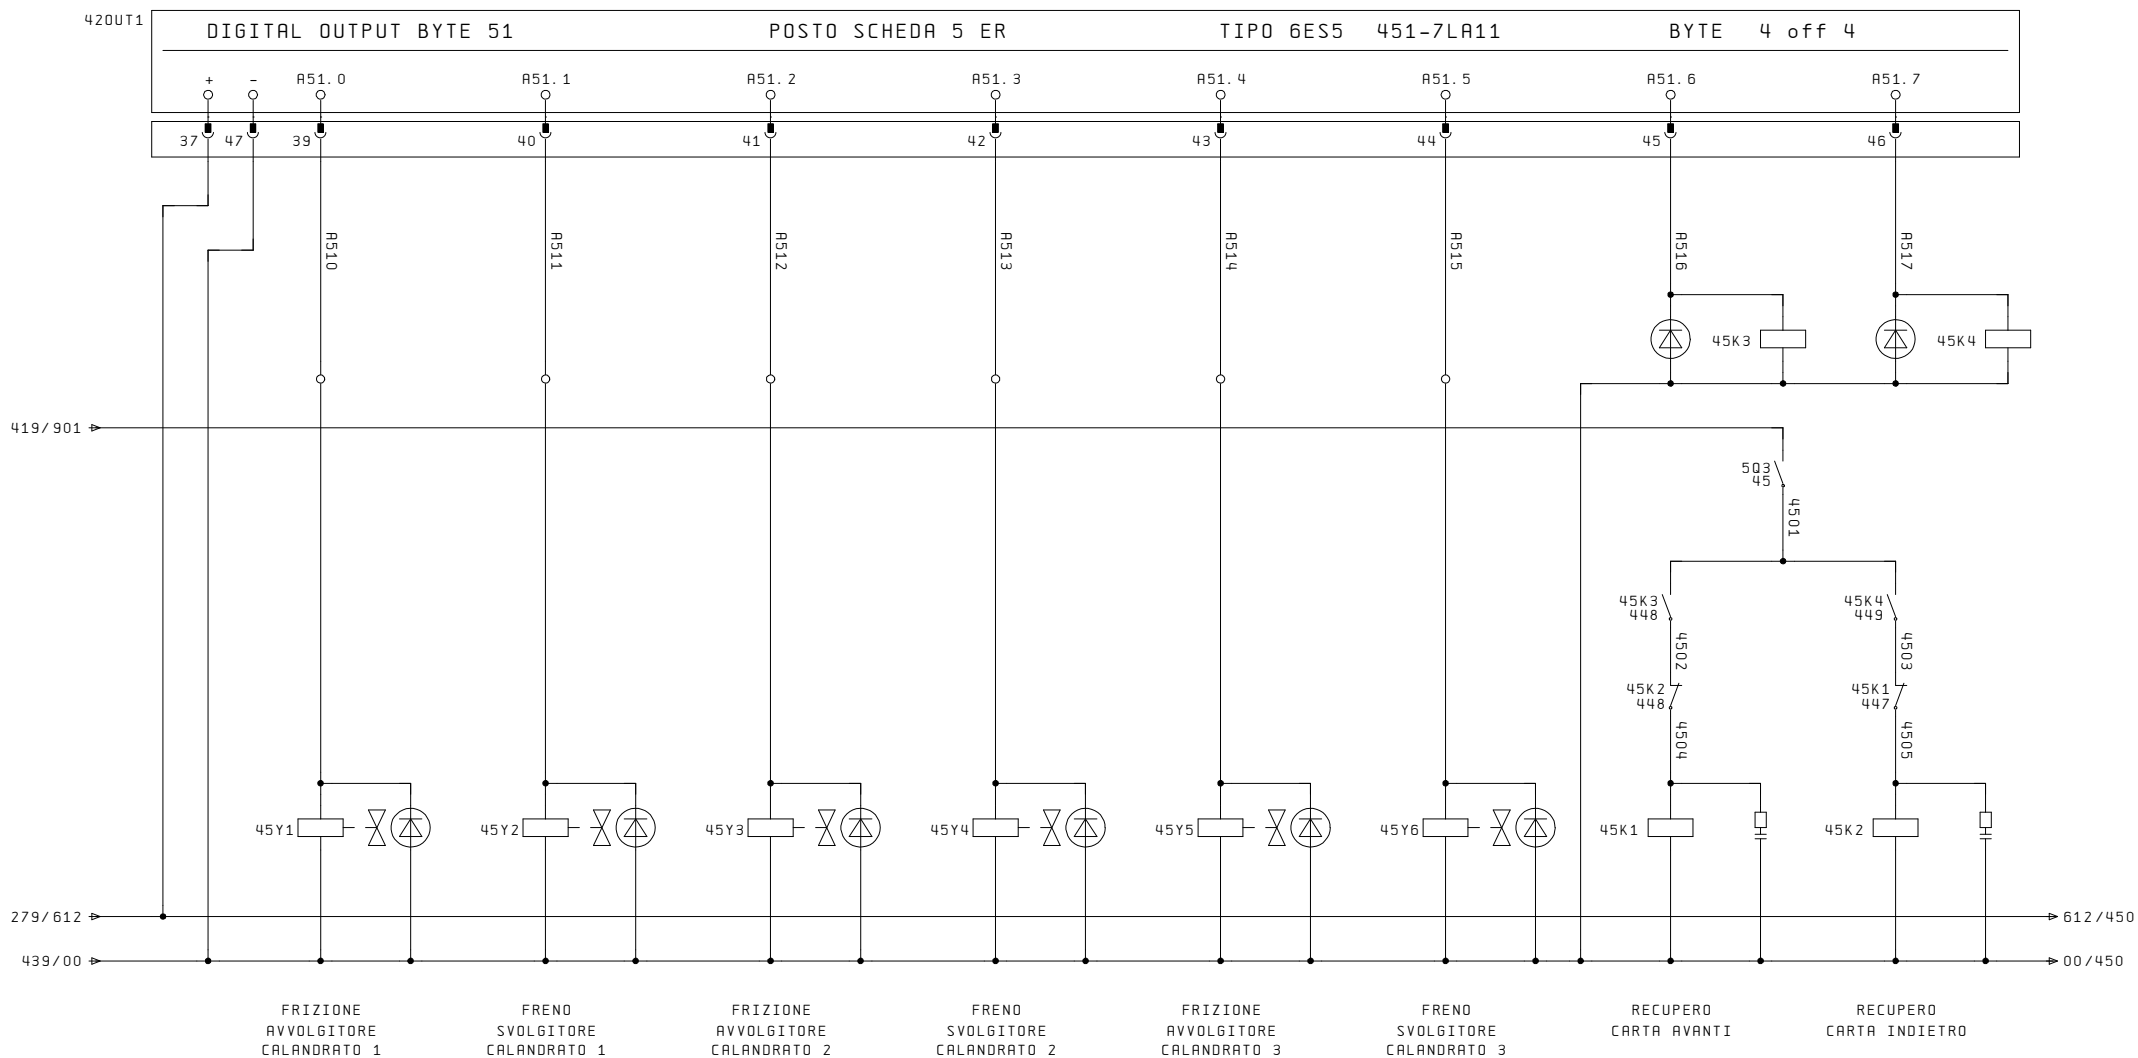 420UT1
DIGITAL OUTPUT BYTE 51 POSTO SCHEDA 5 ER TIPO 6ES5 451-7LA11 BYTE 4 off 4
+ - A51.0 A51.1 A51.2 A51.3 A51.4 A51.5 A51.6 A51.7
37 47 39 40 41 42 43 44 45 46
A510 A511 A512 A513 A514 A515 A516 A517
45K3 45K4
419/901
5Q3
45
4501
45K3 45K4
448 449
4502 4503
45K2 45K1
448 447
4504 4505
45Y1 45Y2 45Y3 45Y4 45Y5 45Y6 45K1 45K2
279/612 612/450
439/00 00/450
FRIZIONE
AVVOLGITORE
CALANDRATO 1
FRENO
SVOLGITORE
CALANDRATO 1
FRIZIONE
AVVOLGITORE
CALANDRATO 2
FRENO
SVOLGITORE
CALANDRATO 2
FRIZIONE
AVVOLGITORE
CALANDRATO 3
FRENO
SVOLGITORE
CALANDRATO 3
RECUPERO
CARTA AVANTI
RECUPERO
CARTA INDIETRO